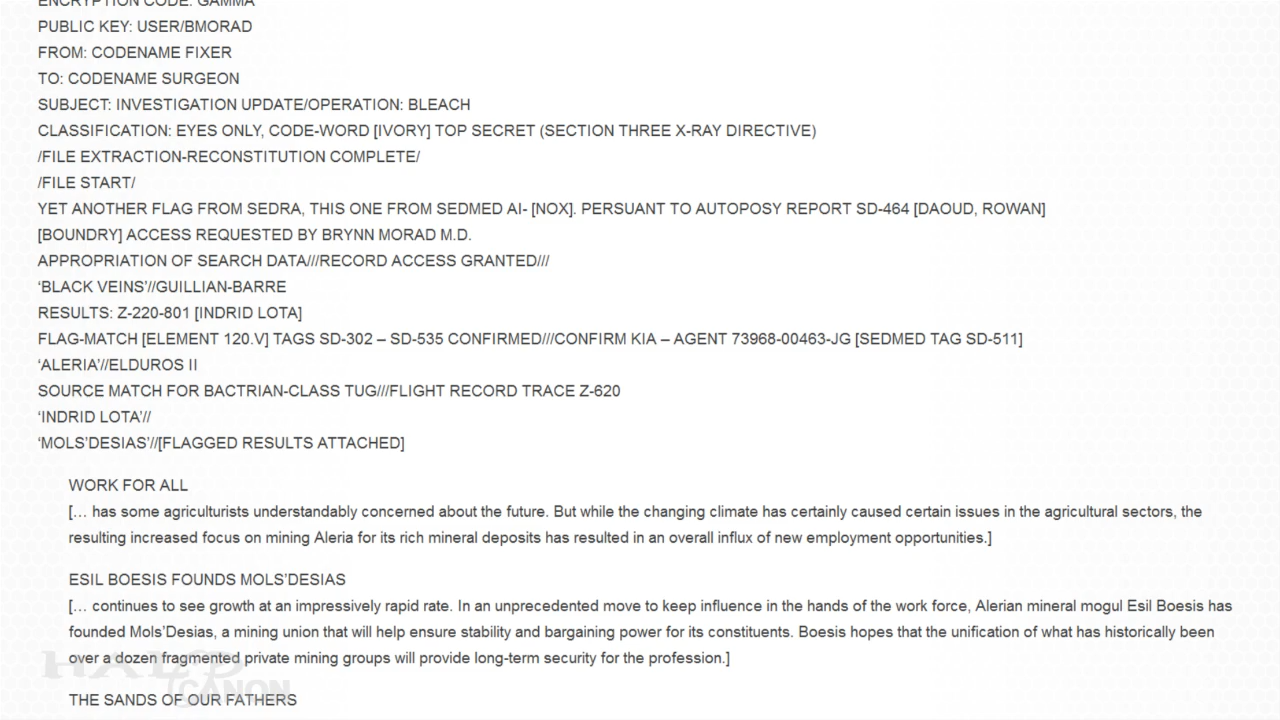 ENCRYPTION CODE: GAMMA
PUBLIC KEY: USER/BMORAD
FROM: CODENAME FIXER
TO: CODENAME SURGEON
SUBJECT: INVESTIGATION UPDATE/OPERATION: BLEACH
CLASSIFICATION: EYES ONLY, CODE-WORD [IVORY] TOP SECRET (SECTION THREE X-RAY DIRECTIVE)
/FILE EXTRACTION-RECONSTITUTION COMPLETE/
/FILE START/
YET ANOTHER FLAG FROM SEDRA, THIS ONE FROM SEDMED AI- [NOX]. PERSUANT TO AUTOPOSY REPORT SD-464 [DAOUD, ROWAN]
[BOUNDRY] ACCESS REQUESTED BY BRYNN MORAD M.D.
APPROPRIATION OF SEARCH DATA///RECORD ACCESS GRANTED///
‘BLACK VEINS’//GUILLIAN-BARRE
RESULTS: Z-220-801 [INDRID LOTA]
FLAG-MATCH [ELEMENT 120.V] TAGS SD-302 – SD-535 CONFIRMED///CONFIRM KIA – AGENT 73968-00463-JG [SEDMED TAG SD-511]
‘ALERIA’//ELDUROS II
SOURCE MATCH FOR BACTRIAN-CLASS TUG///FLIGHT RECORD TRACE Z-620
‘INDRID LOTA’//
‘MOLS’DESIAS’//[FLAGGED RESULTS ATTACHED]
WORK FOR ALL
[… has some agriculturists understandably concerned about the future. But while the changing climate has certainly caused certain issues in the agricultural sectors, the
resulting increased focus on mining Aleria for its rich mineral deposits has resulted in an overall influx of new employment opportunities.]
ESIL BOESIS FOUNDS MOLS’DESIAS
[… continues to see growth at an impressively rapid rate. In an unprecedented move to keep influence in the hands of the work force, Alerian mineral mogul Esil Boesis has
founded Mols’Desias, a mining union that will help ensure stability and bargaining power for its constituents. Boesis hopes that the unification of what has historically been
over a dozen fragmented private mining groups will provide long-term security for the profession.]
HALO
CANON
THE SANDS OF OUR FATHERS